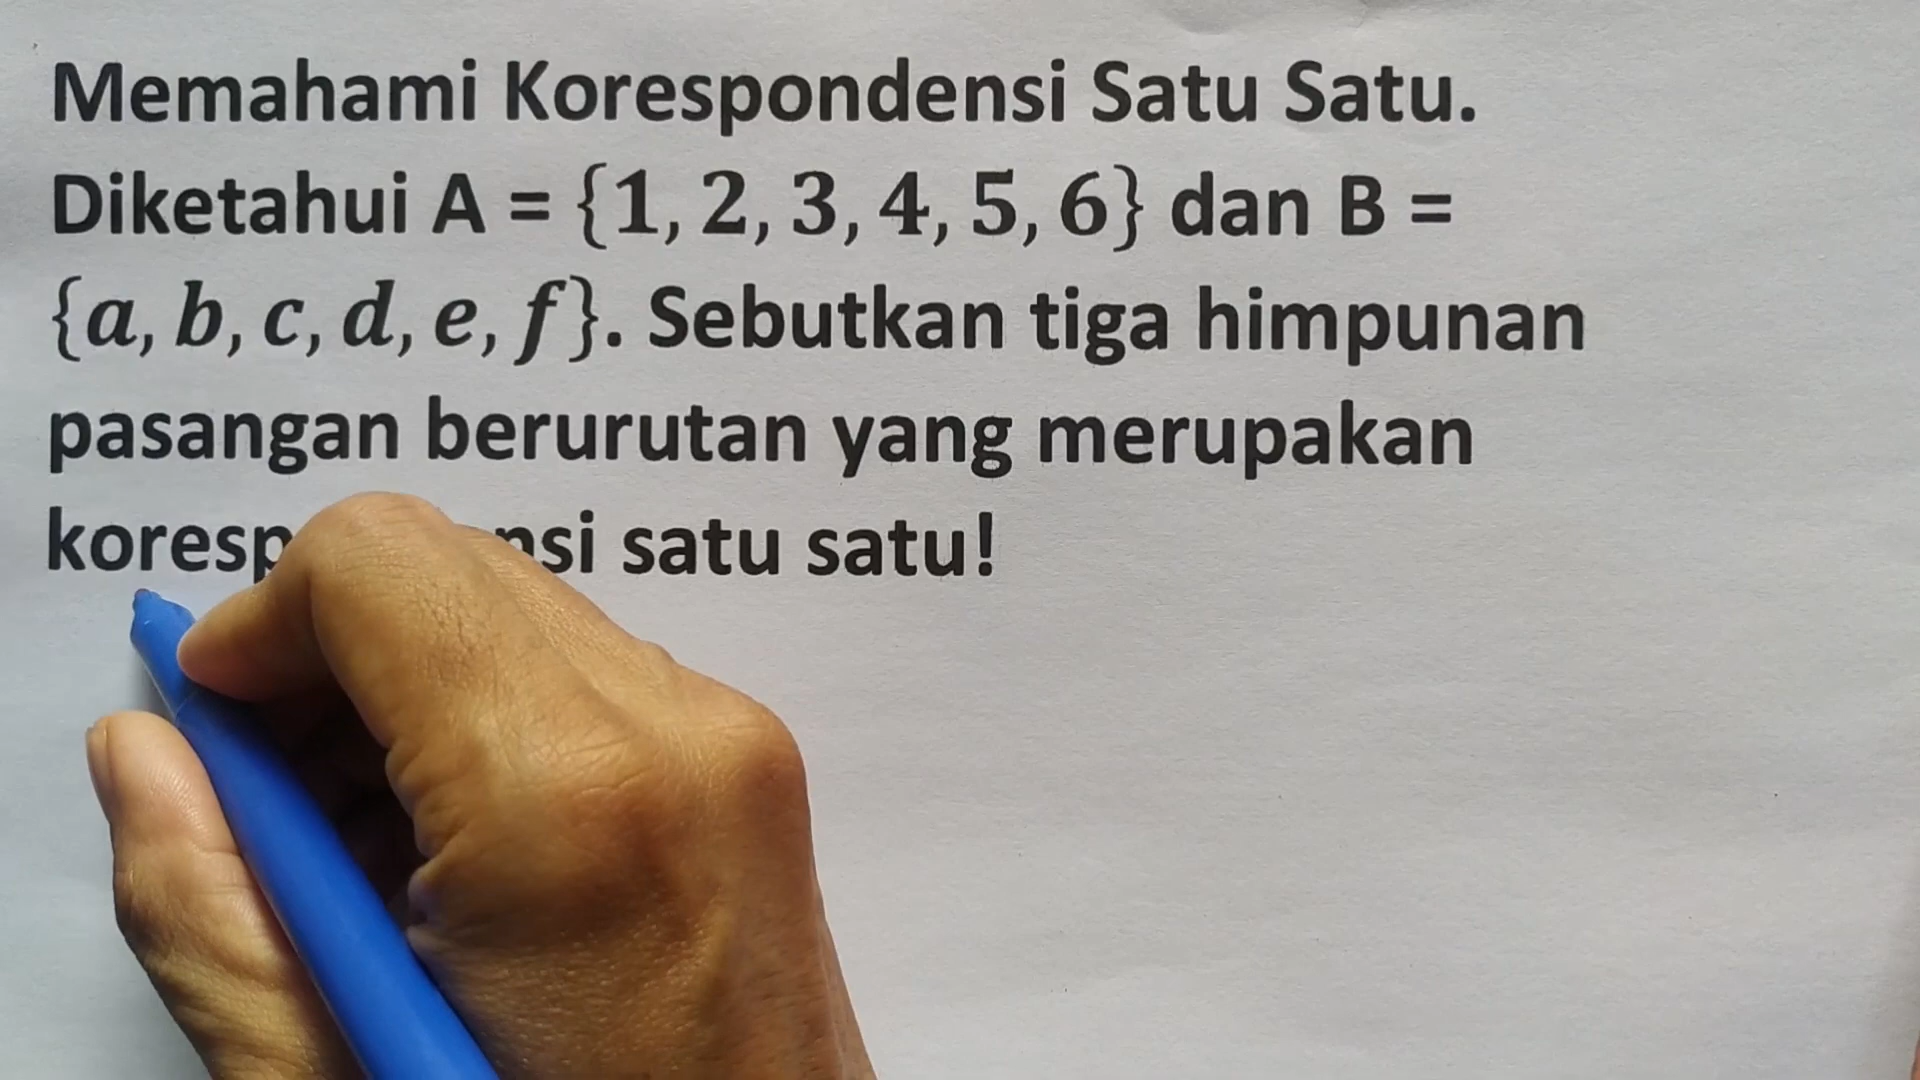 Memahami Korespondensi Satu Satu.
Diketahui A = {1, 2, 3, 4, 5, 6} dan B =
{a, b, c, d, e, f}. Sebutkan tiga himpunan
pasangan berurutan yang merupakan
satu satu!